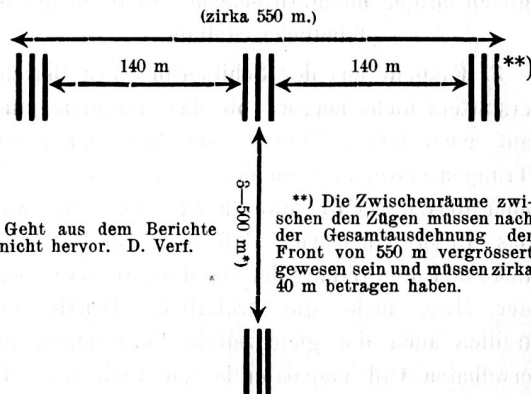 (zirka 550 m.)
140 m
140 m
**)
500 m*)
Geht aus dem Berichte
nicht hervor. D. Verf.
**) Die Zwischenräume zwi-
schen den Zügen müssen nach
der Gesamtausdehnung der
Front von 550 m vergrössert
gewesen sein und müssen zirka
40 m betragen haben.